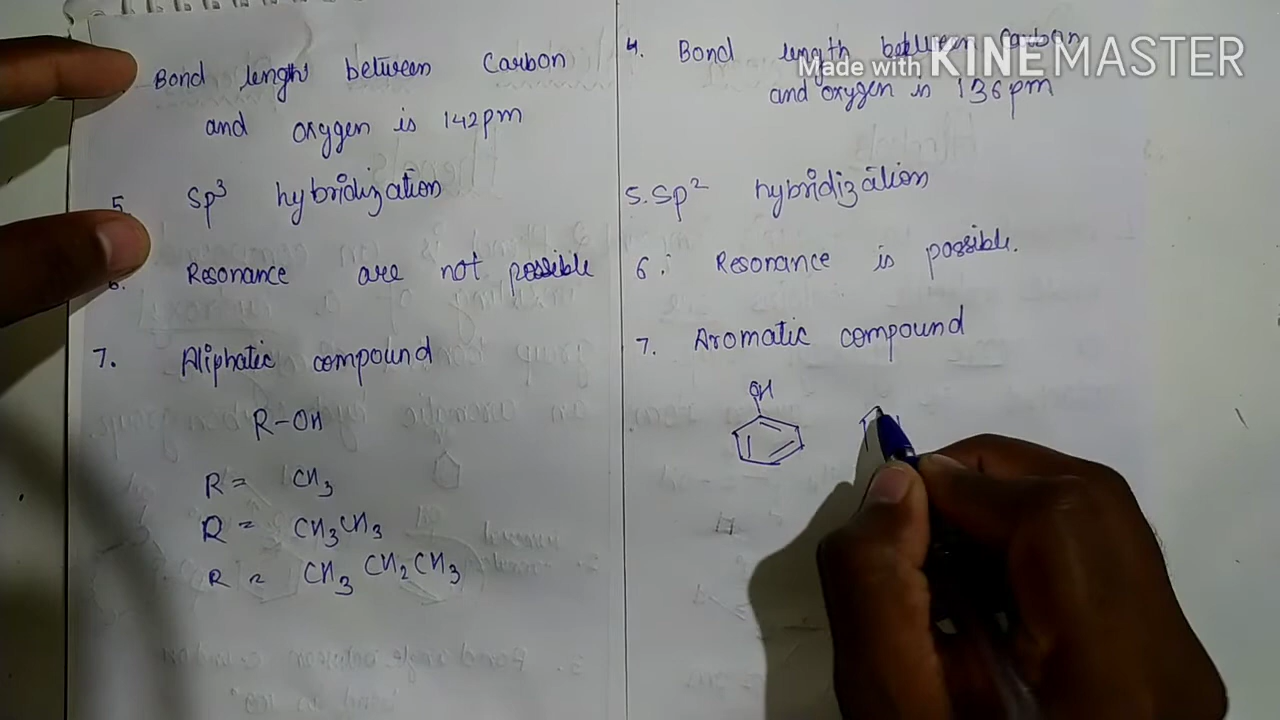 Made with KINEMASTER
Bond length between Carbon
and oxygen is 142pm
5. Sp³ hybridization
6. Resonance are not possible
7. Aliphatic compound
R-OH
R = CH₃
R = CH₃CH₃
R = CH₃ CH₂ CH₃
4. Bond length between carbon
and oxygen is 136pm
5. Sp² hybridization
6. Resonance is possible.
7. Aromatic compound
OH